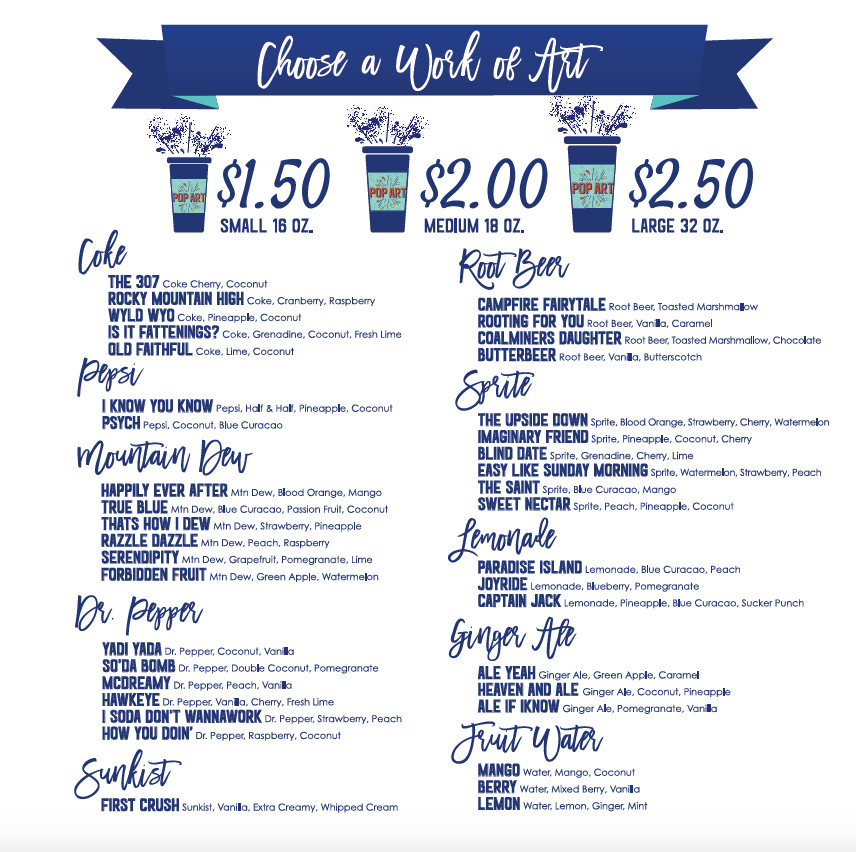 Choose a Work of Art
POP ART
$1.50
SMALL 16 OZ.
POP ART
$2.00
MEDIUM 18 OZ.
POP ART
$2.50
LARGE 32 OZ.
Coke
THE 307 Coke Cherry, Coconut
ROCKY MOUNTAIN HIGH Coke, Cranberry, Raspberry
WYLD WYO Coke, Pineapple, Coconut
IS IT FATTENINGS? Coke, Grenadine, Coconut, Fresh Lime
OLD FAITHFUL Coke, Lime, Coconut
Pepsi
I KNOW YOU KNOW Pepsi, Half & Half, Pineapple, Coconut
PSYCH Pepsi, Coconut, Blue Curacao
Mountain Dew
HAPPILY EVER AFTER Mtn Dew, Blood Orange, Mango
TRUE BLUE Mtn Dew, Blue Curacao, Passion Fruit, Coconut
THATS HOW I DEW Mtn Dew, Strawberry, Pineapple
RAZZLE DAZZLE Mtn Dew, Peach, Raspberry
SERENDIPITY Mtn Dew, Grapefruit, Pomegranate, Lime
FORBIDDEN FRUIT Mtn Dew, Green Apple, Watermelon
Dr. Pepper
YADI YADA Dr. Pepper, Coconut, Vanilla
SO'DA BOMB Dr. Pepper, Double Coconut, Pomegranate
MCDREAMY Dr. Pepper, Peach, Vanilla
HAWKEYE Dr. Pepper, Vanilla, Cherry, Fresh Lime
I SODA DON'T WANNAWORK Dr. Pepper, Strawberry, Peach
HOW YOU DOIN' Dr. Pepper, Raspberry, Coconut
Sunkist
FIRST CRUSH Sunkist, Vanilla, Extra Creamy, Whipped Cream
Root Beer
CAMPFIRE FAIRYTALE Root Beer, Toasted Marshmallow
ROOTING FOR YOU Root Beer, Vanilla, Caramel
COALMINERS DAUGHTER Root Beer, Toasted Marshmallow, Chocolate
BUTTERBEER Root Beer, Vanilla, Butterscotch
Sprite
THE UPSIDE DOWN Sprite, Blood Orange, Strawberry, Cherry, Watermelon
IMAGINARY FRIEND Sprite, Pineapple, Coconut, Cherry
BLIND DATE Sprite, Grenadine, Cherry, Lime
EASY LIKE SUNDAY MORNING Sprite, Watermelon, Strawberry, Peach
THE SAINT Sprite, Blue Curacao, Mango
SWEET NECTAR Sprite, Peach, Pineapple, Coconut
Lemonade
PARADISE ISLAND Lemonade, Blue Curacao, Peach
JOYRIDE Lemonade, Blueberry, Pomegranate
CAPTAIN JACK Lemonade, Pineapple, Blue Curacao, Sucker Punch
Ginger Ale
ALE YEAH Ginger Ale, Green Apple, Caramel
HEAVEN AND ALE Ginger Ale, Coconut, Pineapple
ALE IF IKNOW Ginger Ale, Pomegranate, Vanilla
Fruit Water
MANGO Water, Mango, Coconut
BERRY Water, Mixed Berry, Vanilla
LEMON Water, Lemon, Ginger, Mint